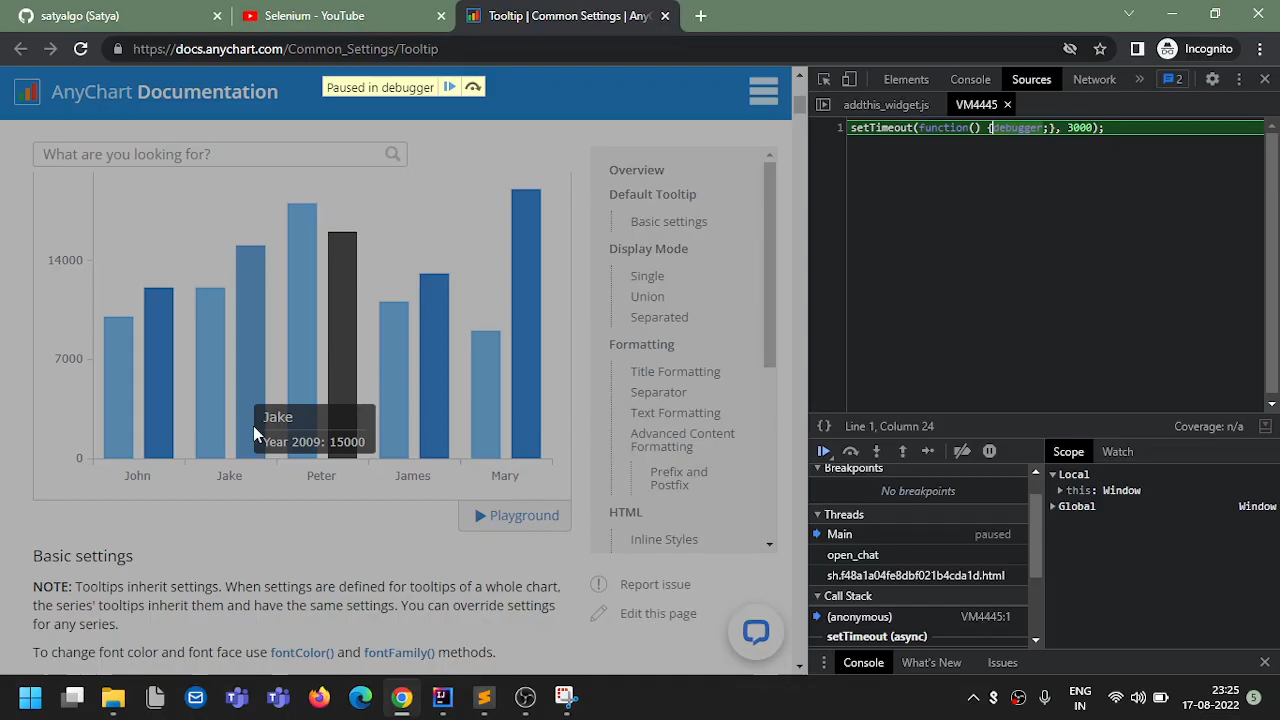 satyalgo (Satya)
Selenium - YouTube
Tooltip | Common Settings | Any
https://docs.anychart.com/Common_Settings/Tooltip
Incognito
AnyChart Documentation
Paused in debugger
Elements
Console
Sources
Network
2
addthis_widget.js
VM4445
1
setTimeout(function() {debugger;}, 3000);
What are you looking for?
14000
7000
0
Jake
Year 2009: 15000
John
Jake
Peter
James
Mary
Playground
Overview
Default Tooltip
Basic settings
Display Mode
Single
Union
Separated
Formatting
Title Formatting
Separator
Text Formatting
Advanced Content
Formatting
Prefix and
Postfix
HTML
Inline Styles
Report issue
Edit this page
Basic settings
NOTE: Tooltips inherit settings. When settings are defined for tooltips of a whole chart,
the series' tooltips inherit them and have the same settings. You can override settings
for any series.
To change font color and font face use fontColor() and fontFamily() methods.
{ } Line 1, Column 24
Coverage: n/a
Scope
Watch
Breakpoints
No breakpoints
Threads
Main
paused
open_chat
sh.f48a1a04fe8dbf021b4cda1d.html
Call Stack
(anonymous)
VM4445:1
setTimeout (async)
Local
this: Window
Global
Window
Console
What's New
Issues
ENG
IN
23:25
17-08-2022
5